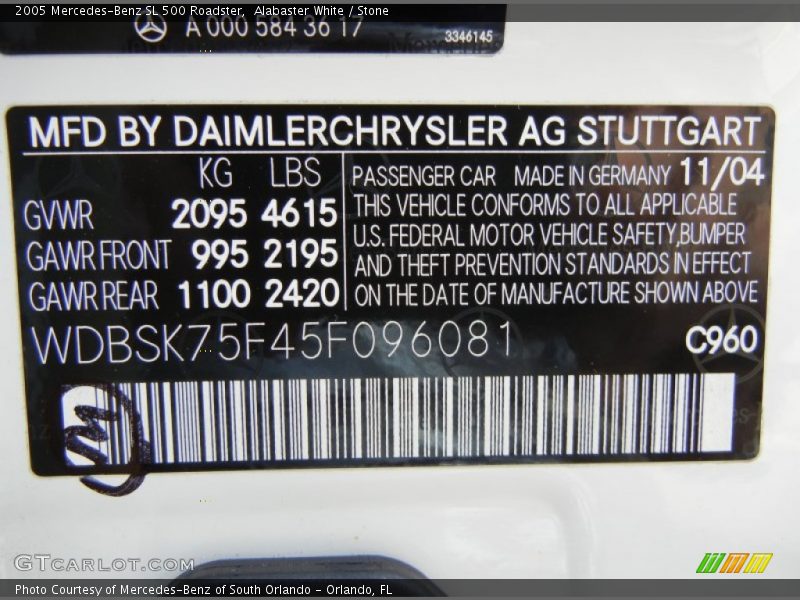 2005 Mercedes-Benz SL 500 Roadster,  Alabaster White / Stone
A 000 584 36 17
3346145
MFD BY DAIMLERCHRYSLER AG STUTTGART
KG LBS
GVWR 2095 4615
GAWR FRONT 995 2195
GAWR REAR 1100 2420
PASSENGER CAR MADE IN GERMANY 11/04
THIS VEHICLE CONFORMS TO ALL APPLICABLE
U.S. FEDERAL MOTOR VEHICLE SAFETY,BUMPER
AND THEFT PREVENTION STANDARDS IN EFFECT
ON THE DATE OF MANUFACTURE SHOWN ABOVE
WDBSK75F45F096081
C960
GTCARLOT.COM
Photo Courtesy of Mercedes-Benz of South Orlando - Orlando, FL